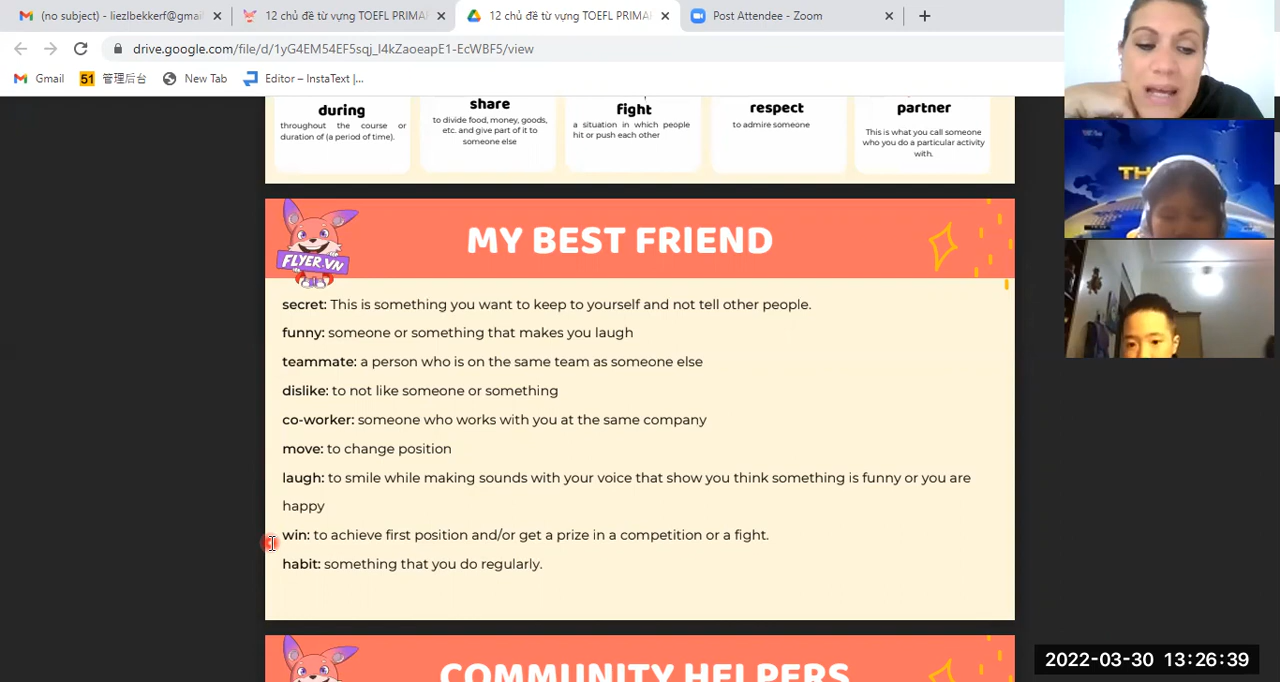 (no subject) - liezlbekkerf@gmai
12 chủ đề từ vựng TOEFL PRIMA
12 chủ đề từ vựng TOEFL PRIMA
Post Attendee - Zoom
drive.google.com/file/d/1yG4EM54EF5sqj_l4kZaoeapE1-EcWBF5/view
Gmail
51 管理后台
New Tab
Editor – InstaText |...
during
throughout the course or
duration of (a period of time).
share
to divide food, money, goods,
etc. and give part of it to
someone else
fight
a situation in which people
hit or push each other
respect
to admire someone
partner
This is what you call someone
who you do a particular activity
with.
FLYER.VN
MY BEST FRIEND
secret: This is something you want to keep to yourself and not tell other people.
funny: someone or something that makes you laugh
teammate: a person who is on the same team as someone else
dislike: to not like someone or something
co-worker: someone who works with you at the same company
move: to change position
laugh: to smile while making sounds with your voice that show you think something is funny or you are
happy
win: to achieve first position and/or get a prize in a competition or a fight.
habit: something that you do regularly.
COMMUNITY HELPERS
2022-03-30 13:26:39